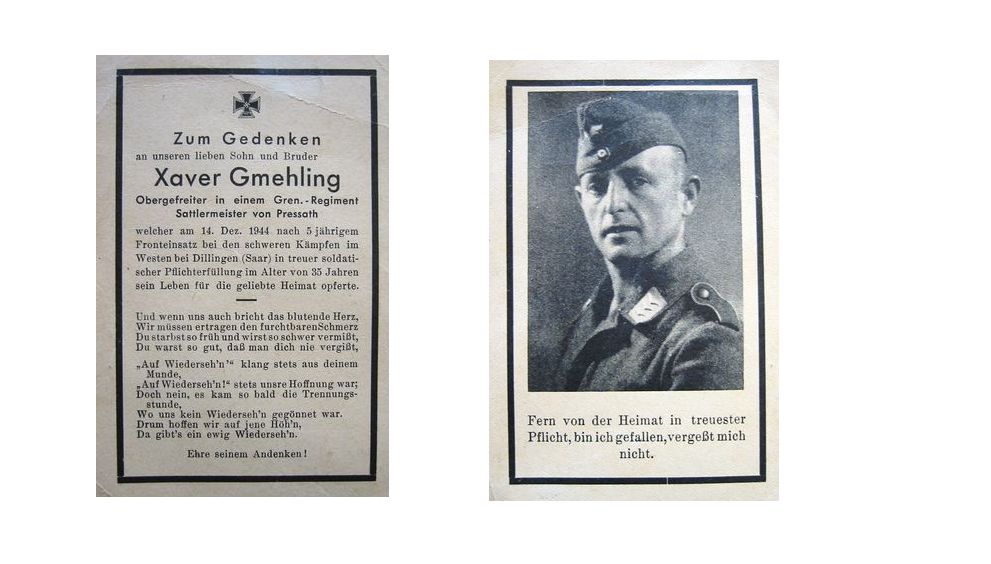 Zum Gedenken
an unseren lieben Sohn und Bruder
Xaver Gmehling
Obergefreiter in einem Gren.-Regiment
Sattlermeister von Pressath
welcher am 14. Dez. 1944 nach 5 jährigem
Fronteinsatz bei den schweren Kämpfen im
Westen bei Dillingen (Saar) in treuer soldati-
scher Pflichterfüllung im Alter von 35 Jahren
sein Leben für die geliebte Heimat opferte.
Und wenn uns auch bricht das blutende Herz,
Wir müssen ertragen den furchtbaren Schmerz
Du starbst so früh und wirst so schwer vermißt,
Du warst so gut, daß man dich nie vergißt,
„Auf Wiederseh'n'“ klang stets aus deinem
Munde,
„Auf Wiederseh'n!“ stets unsre Hoffnung war;
Doch nein, es kam so bald die Trennungs-
stunde,
Wo uns kein Wiederseh'n gegönnet war.
Drum hoffen wir auf jene Höh'n,
Da gibt's ein ewig Wiederseh'n.
Ehre seinem Andenken!
Fern von der Heimat in treuester
Pflicht, bin ich gefallen, vergeßt mich
nicht.